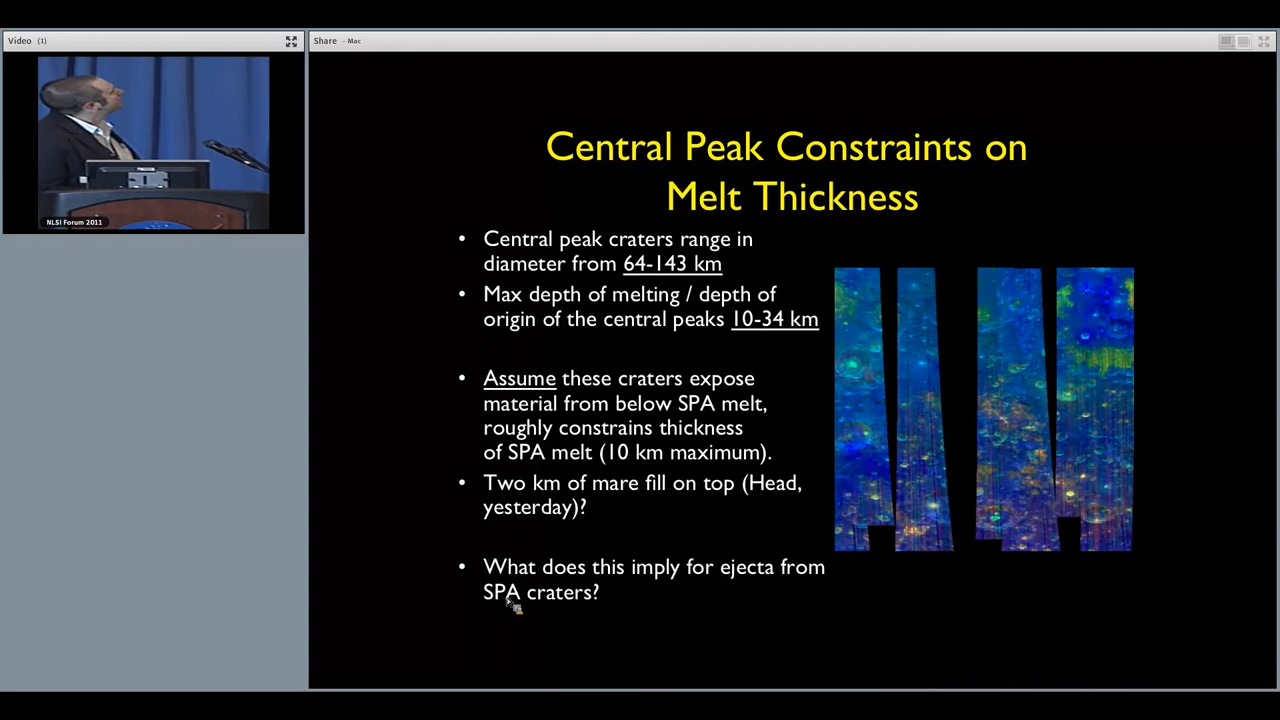 Video (1)
Share - Mac
NLSI Forum 2011
Central Peak Constraints on
Melt Thickness
• Central peak craters range in
diameter from 64-143 km
• Max depth of melting / depth of
origin of the central peaks 10-34 km
• Assume these craters expose
material from below SPA melt,
roughly constrains thickness
of SPA melt (10 km maximum).
• Two km of mare fill on top (Head,
yesterday)?
• What does this imply for ejecta from
SPA craters?